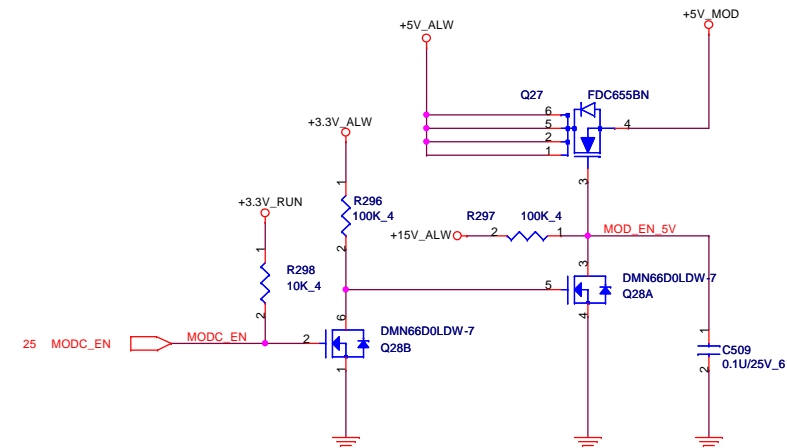 +5V_ALW
+5V_MOD
Q27
FDC655BN
6
5
2
1
4
3
+3.3V_ALW
1
R296
100K_4
2
+3.3V_RUN
1
R298
10K_4
2
R297
100K_4
+15V_ALW
2
1
MOD_EN_5V
3
DMN66D0LDW-7
Q28A
5
4
6
DMN66D0LDW-7
Q28B
2
1
25 MODC_EN
MODC_EN
1
C509
0.1U/25V_6
2